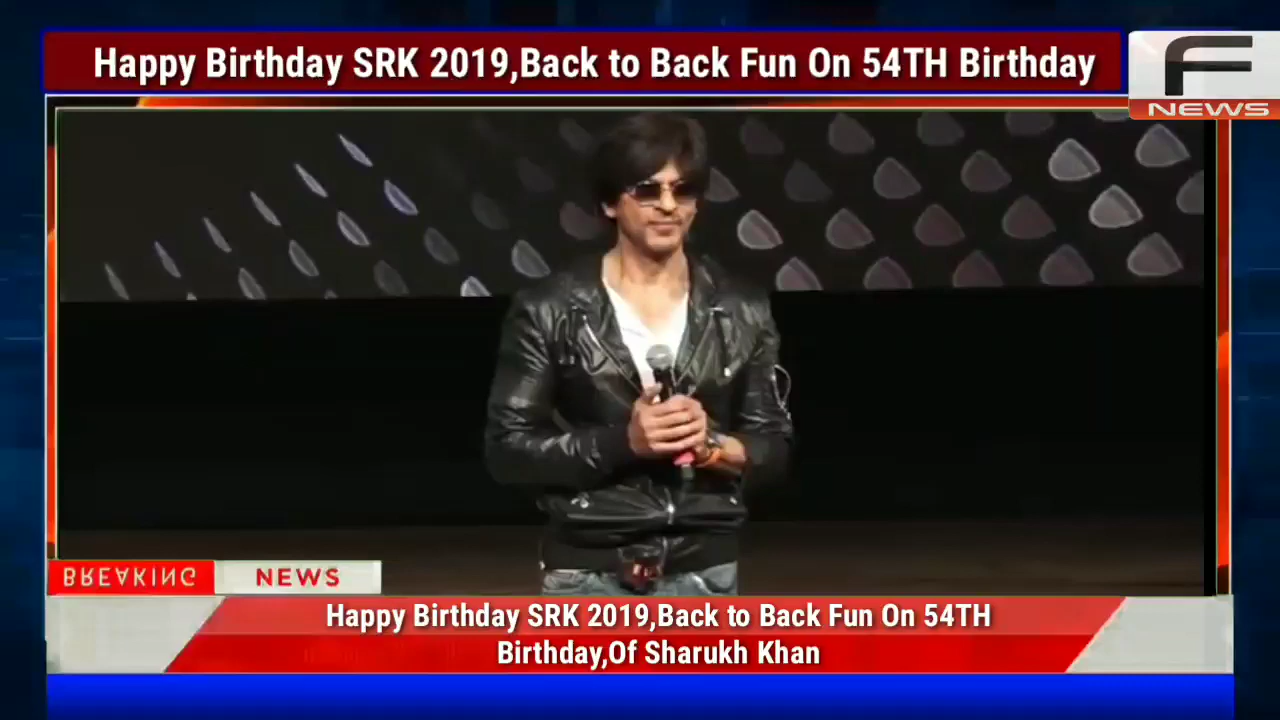 Happy Birthday SRK 2019,Back to Back Fun On 54TH Birthday
F
NEWS
BREAKING NEWS
Happy Birthday SRK 2019,Back to Back Fun On 54TH
Birthday,Of Sharukh Khan